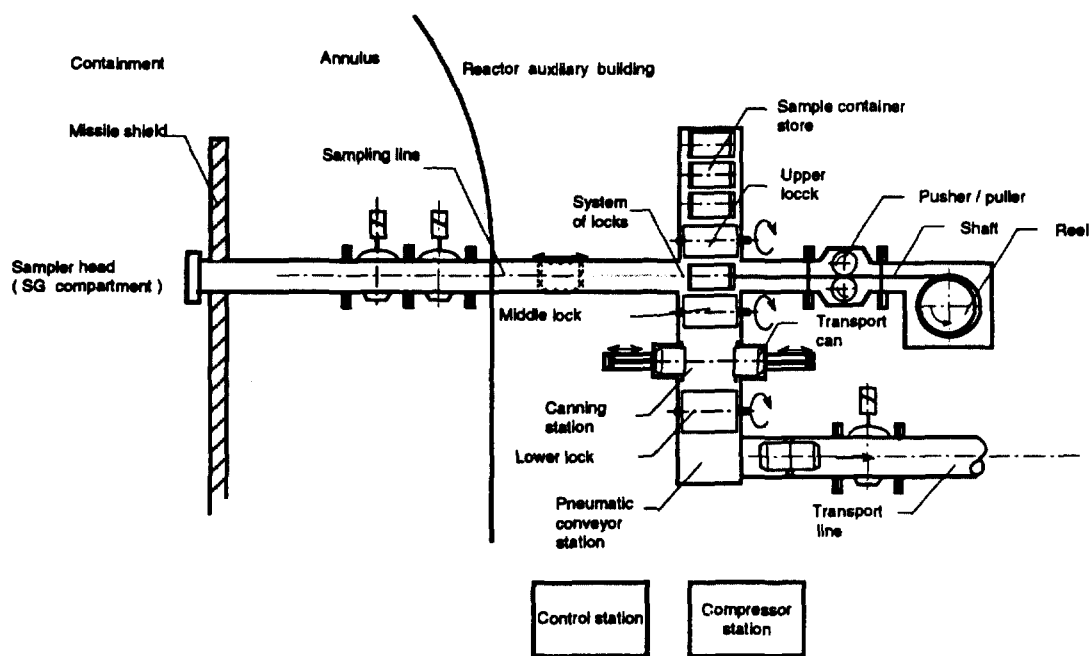 Containment
Annulus
Reactor auxiliary building
Missile shield
Sampling line
Sample container
store
Upper
locck
System
of locks
Pusher / puller
Shaft
Reel
Sampler head
( SG compartment )
Middle lock
Transport
can
Canning
station
Lower lock
Pneumatic
conveyor
station
Transport
line
Control station
Compressor
station